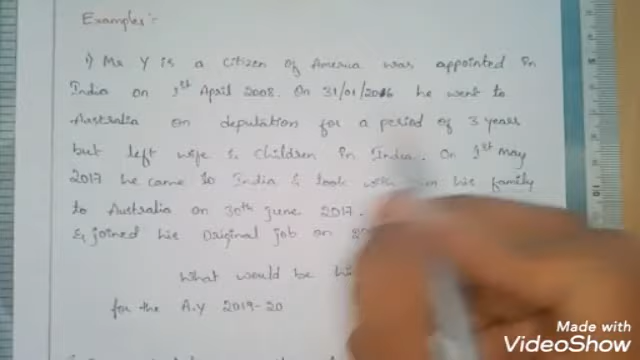 Examples :-
1) Mr Y is a citizen of America was appointed in
India on 1st April 2008. On 31/01/2016 he went to
Australia on deputation for a period of 3 years
but left wife & children in India. On 1st May
2017 he came to India & took with him his family
to Australia on 30th June 2017.
& joined his original job on
What would be his
for the A.Y 2019-20
Made with
VideoShow